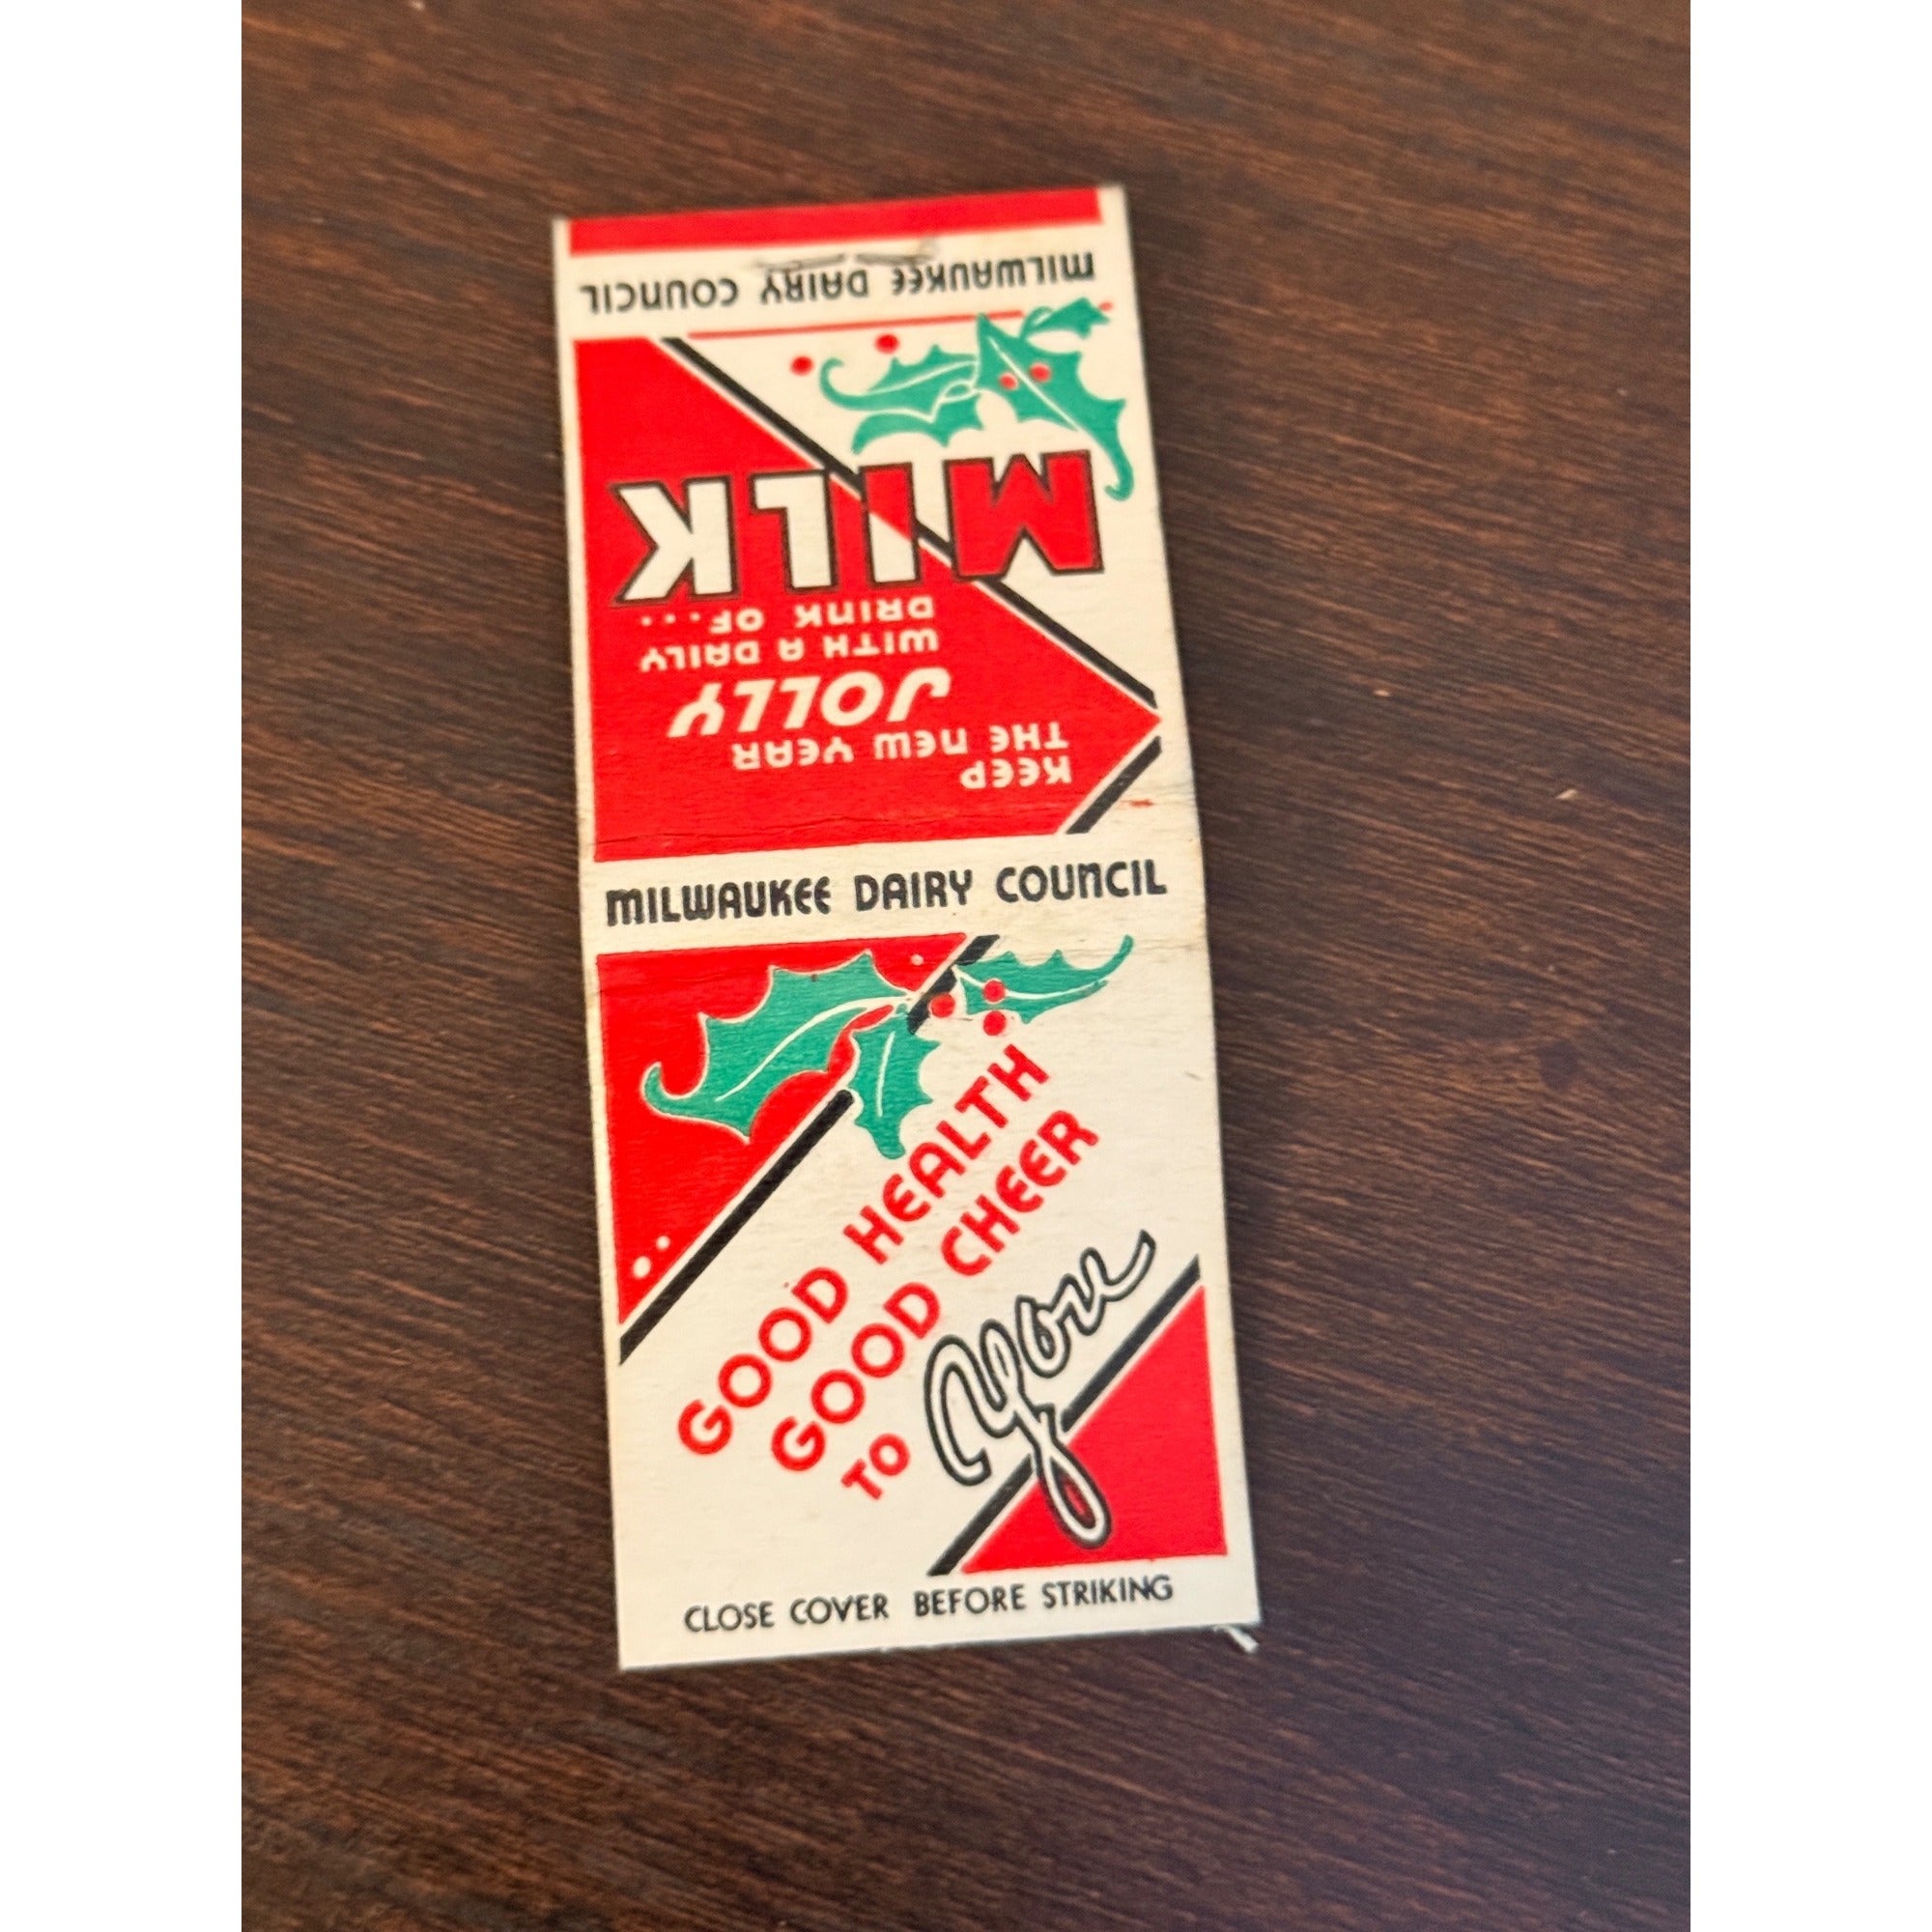 MILWAUKEE DAIRY COUNCIL
KEEP
THE NEW YEAR
JOLLY
WITH A DAILY
DRINK OF...
MILK
MILWAUKEE DAIRY COUNCIL
GOOD HEALTH
GOOD CHEER
TO You
CLOSE COVER BEFORE STRIKING